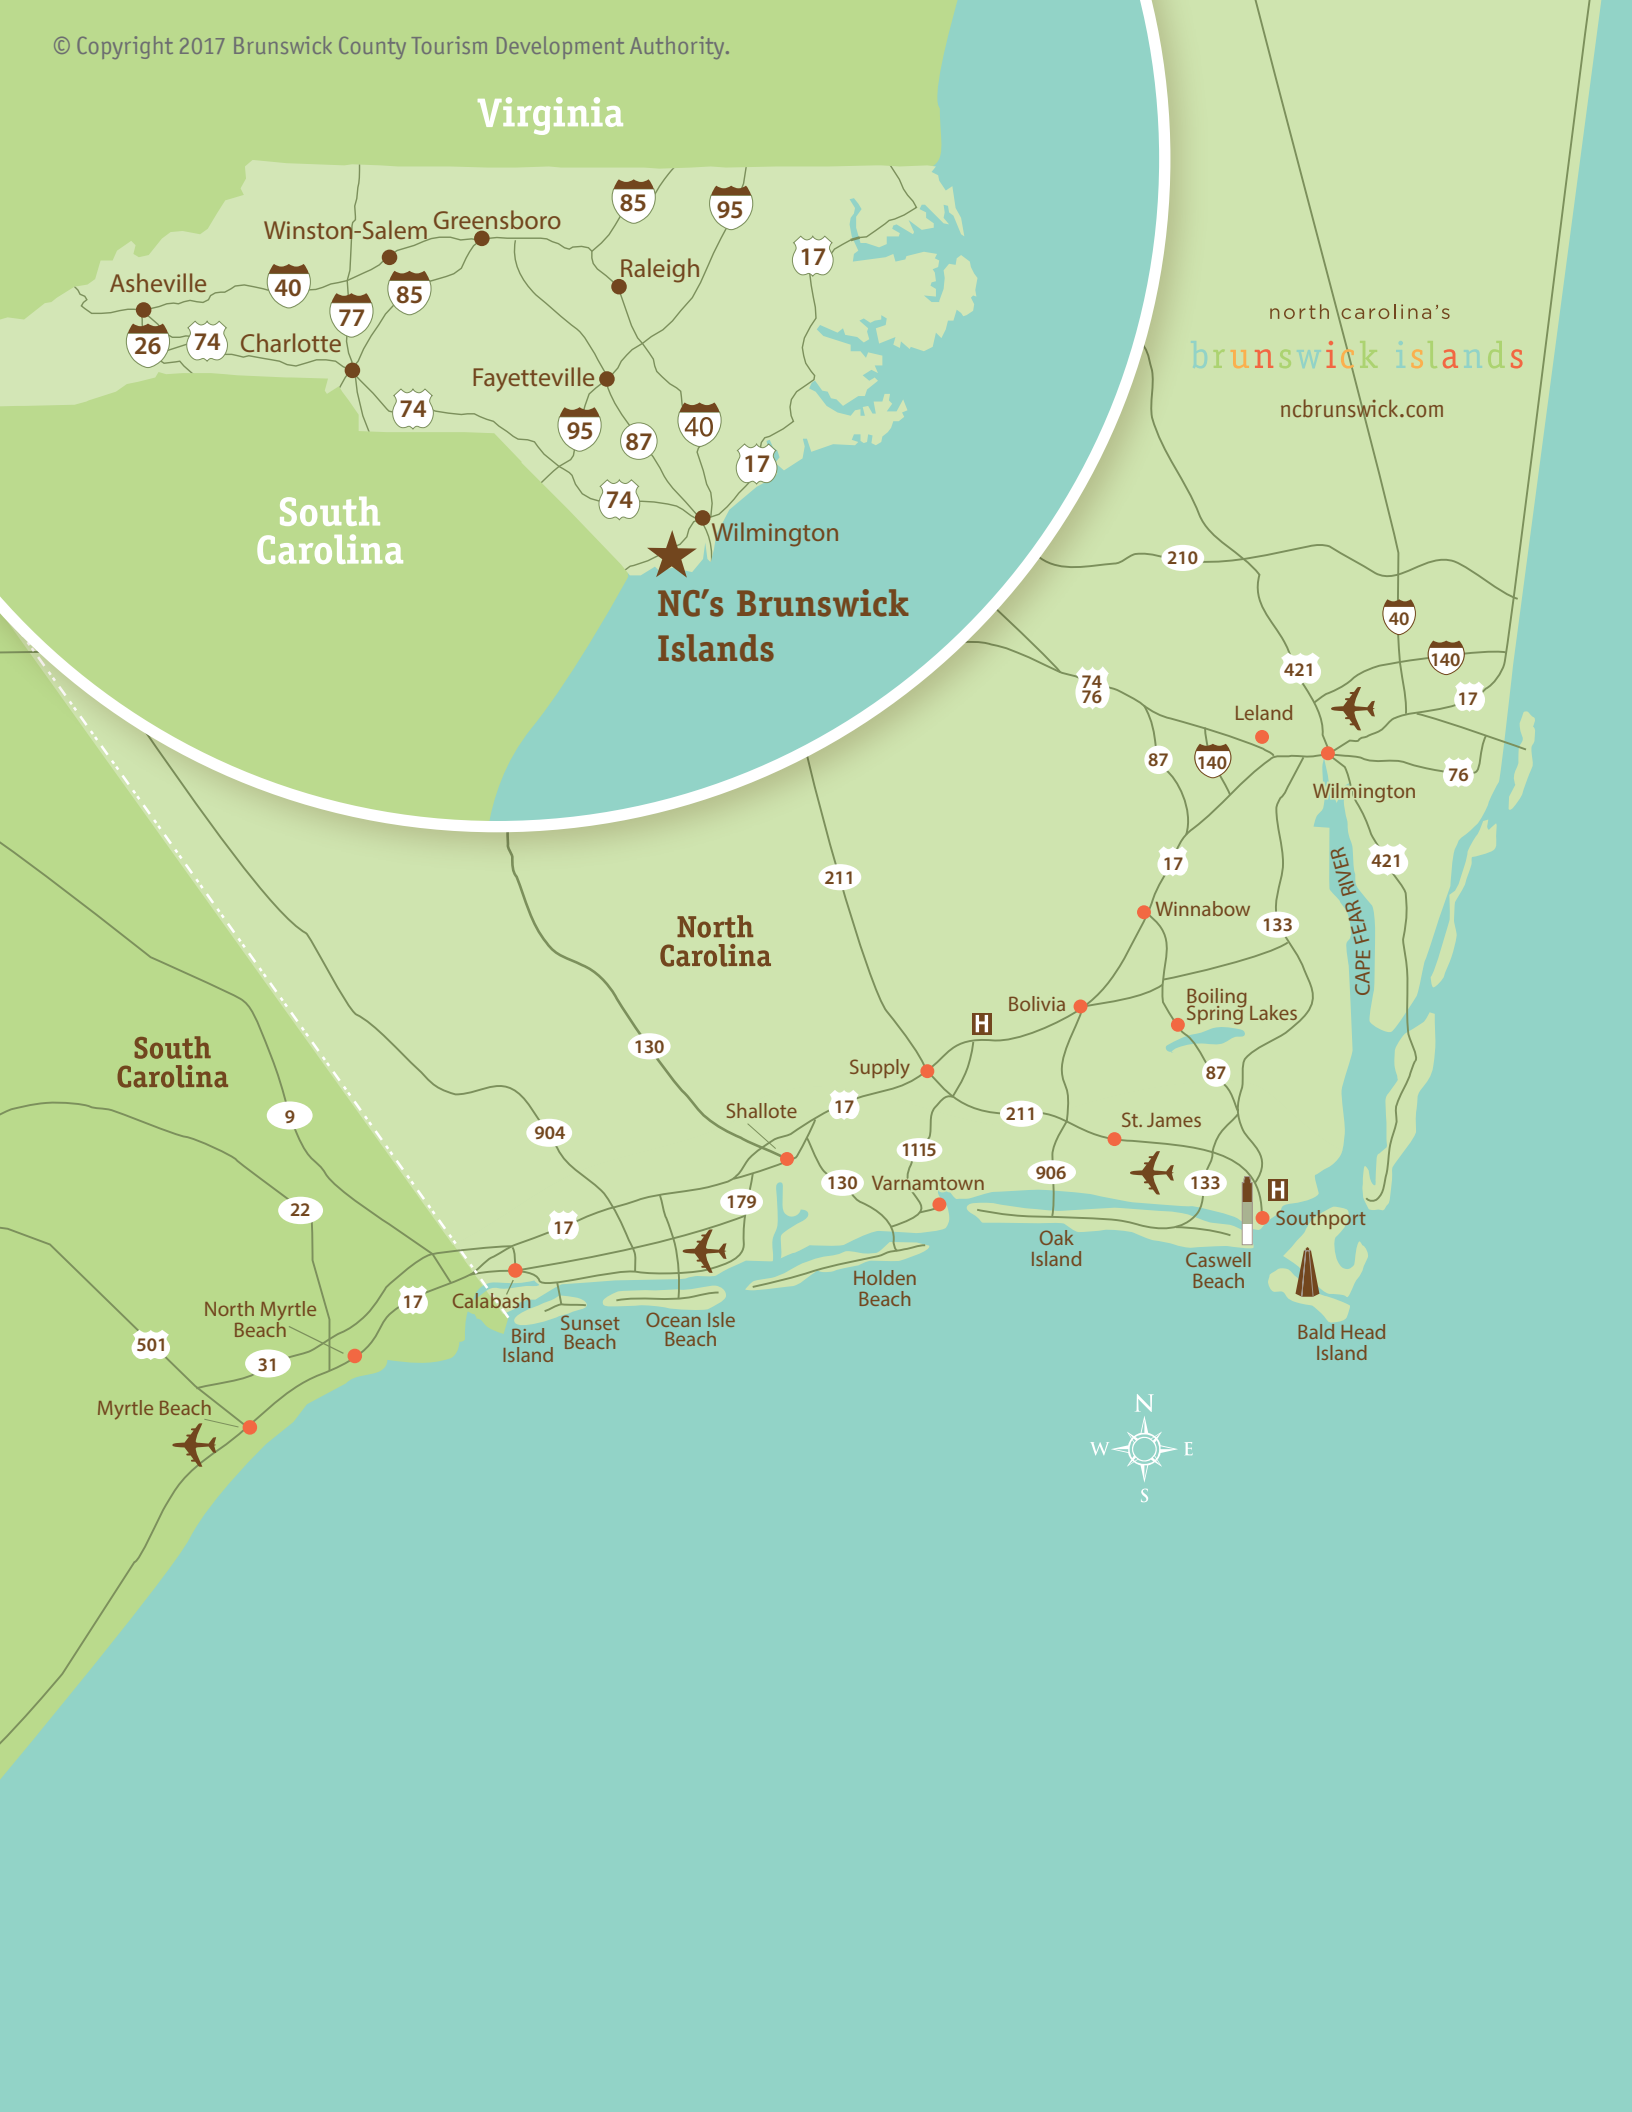 © Copyright 2017 Brunswick County Tourism Development Authority.
Virginia
85
95
Greensboro
Winston-Salem
17
Raleigh
Asheville
40
85
77
26
74
Charlotte
Fayetteville
74
95
87
40
17
74
South
Carolina
Wilmington
NC's Brunswick
Islands
north carolina's
brunswick islands
ncbrunswick.com
210
40
140
421
74
76
17
Leland
87
140
76
Wilmington
17
421
211
CAPE FEAR RIVER
Winnabow
North
Carolina
133
Boiling
Spring Lakes
Bolivia
H
130
South
Carolina
Supply
87
Shallote
17
211
9
St. James
904
1115
906
133
130
Varnamtown
H
179
22
17
Southport
Oak
Island
Caswell
Beach
Holden
Beach
17
Calabash
North Myrtle
Beach
Bird
Island
Sunset
Beach
Ocean Isle
Beach
Bald Head
Island
501
31
Myrtle Beach
N
W
E
S